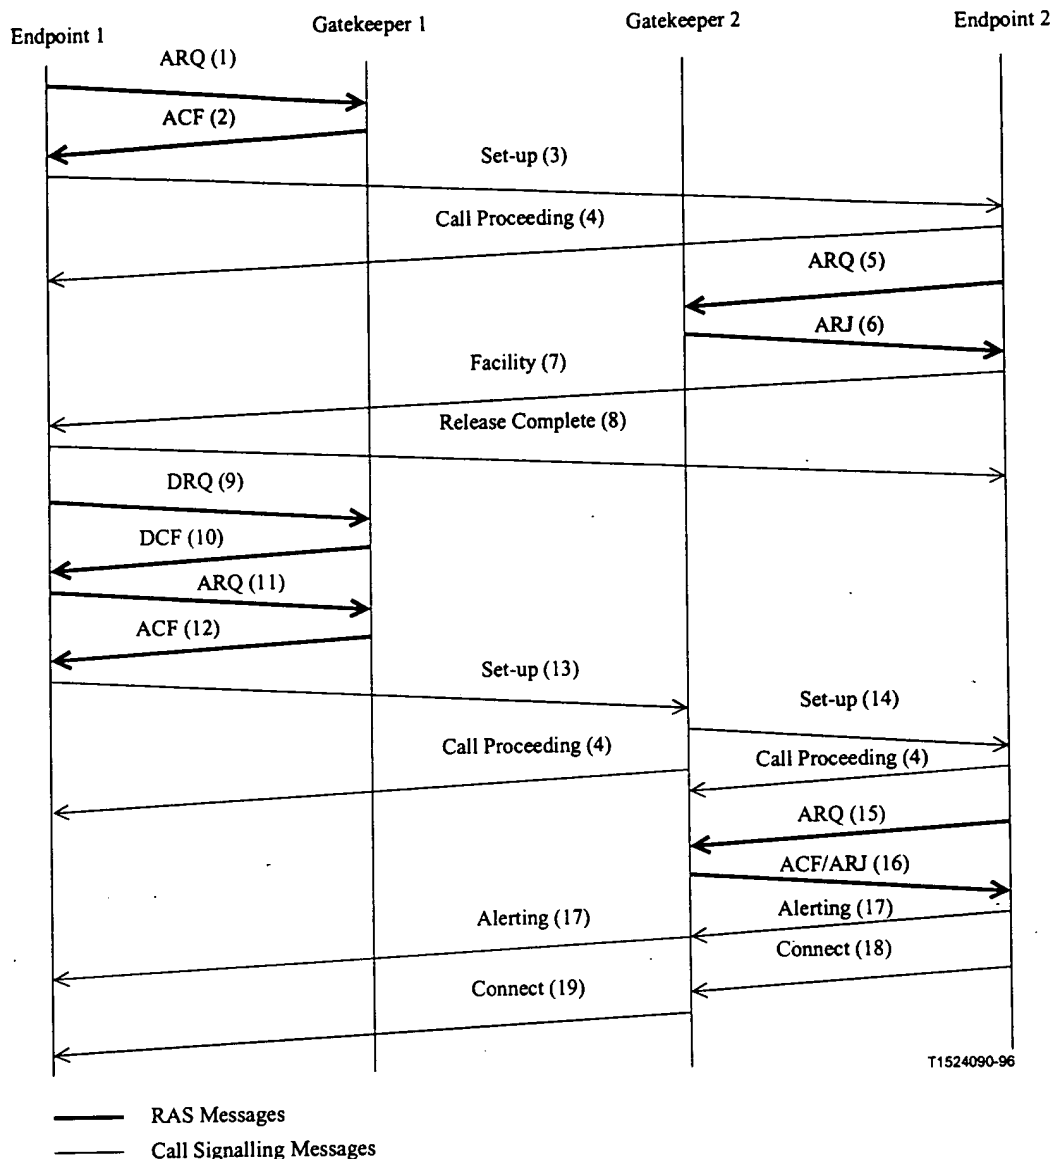 Endpoint 1
Gatekeeper 1
Gatekeeper 2
Endpoint 2
ARQ (1)
ACF (2)
Set-up (3)
Call Proceeding (4)
ARQ (5)
ARJ (6)
Facility (7)
Release Complete (8)
DRQ (9)
DCF (10)
ARQ (11)
ACF (12)
Set-up (13)
Set-up (14)
Call Proceeding (4)
Call Proceeding (4)
ARQ (15)
ACF/ARJ (16)
Alerting (17)
Alerting (17)
Connect (18)
Connect (19)
T1524090-96
RAS Messages
Call Signalling Messages